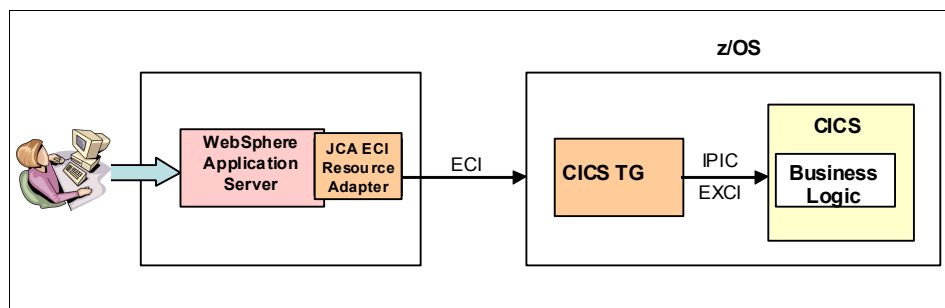 z/OS
WebSphere
Application
Server
JCA ECI
Resource
Adapter
ECI
CICS TG
IPIC
EXCI
CICS
Business
Logic